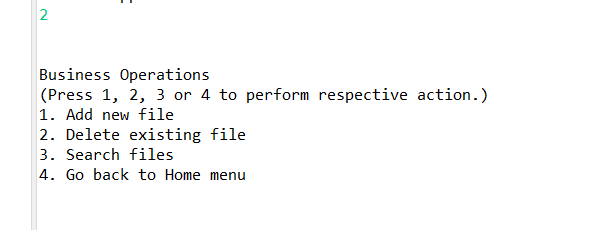 2
Business Operations
(Press 1, 2, 3 or 4 to perform respective action.)
1. Add new file
2. Delete existing file
3. Search files
4. Go back to Home menu